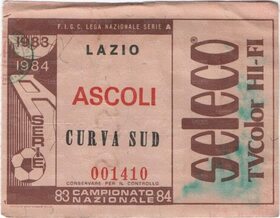 F.I.G.C. LEGA NAZIONALE SERIE A
1983
1984
LAZIO
ASCOLI
CURVA SUD
001410
CONSERVARE PER IL CONTROLLO
83 CAMPIONATO 84
NAZIONALE
SERIE A
seleco
TVcolor HI-FI